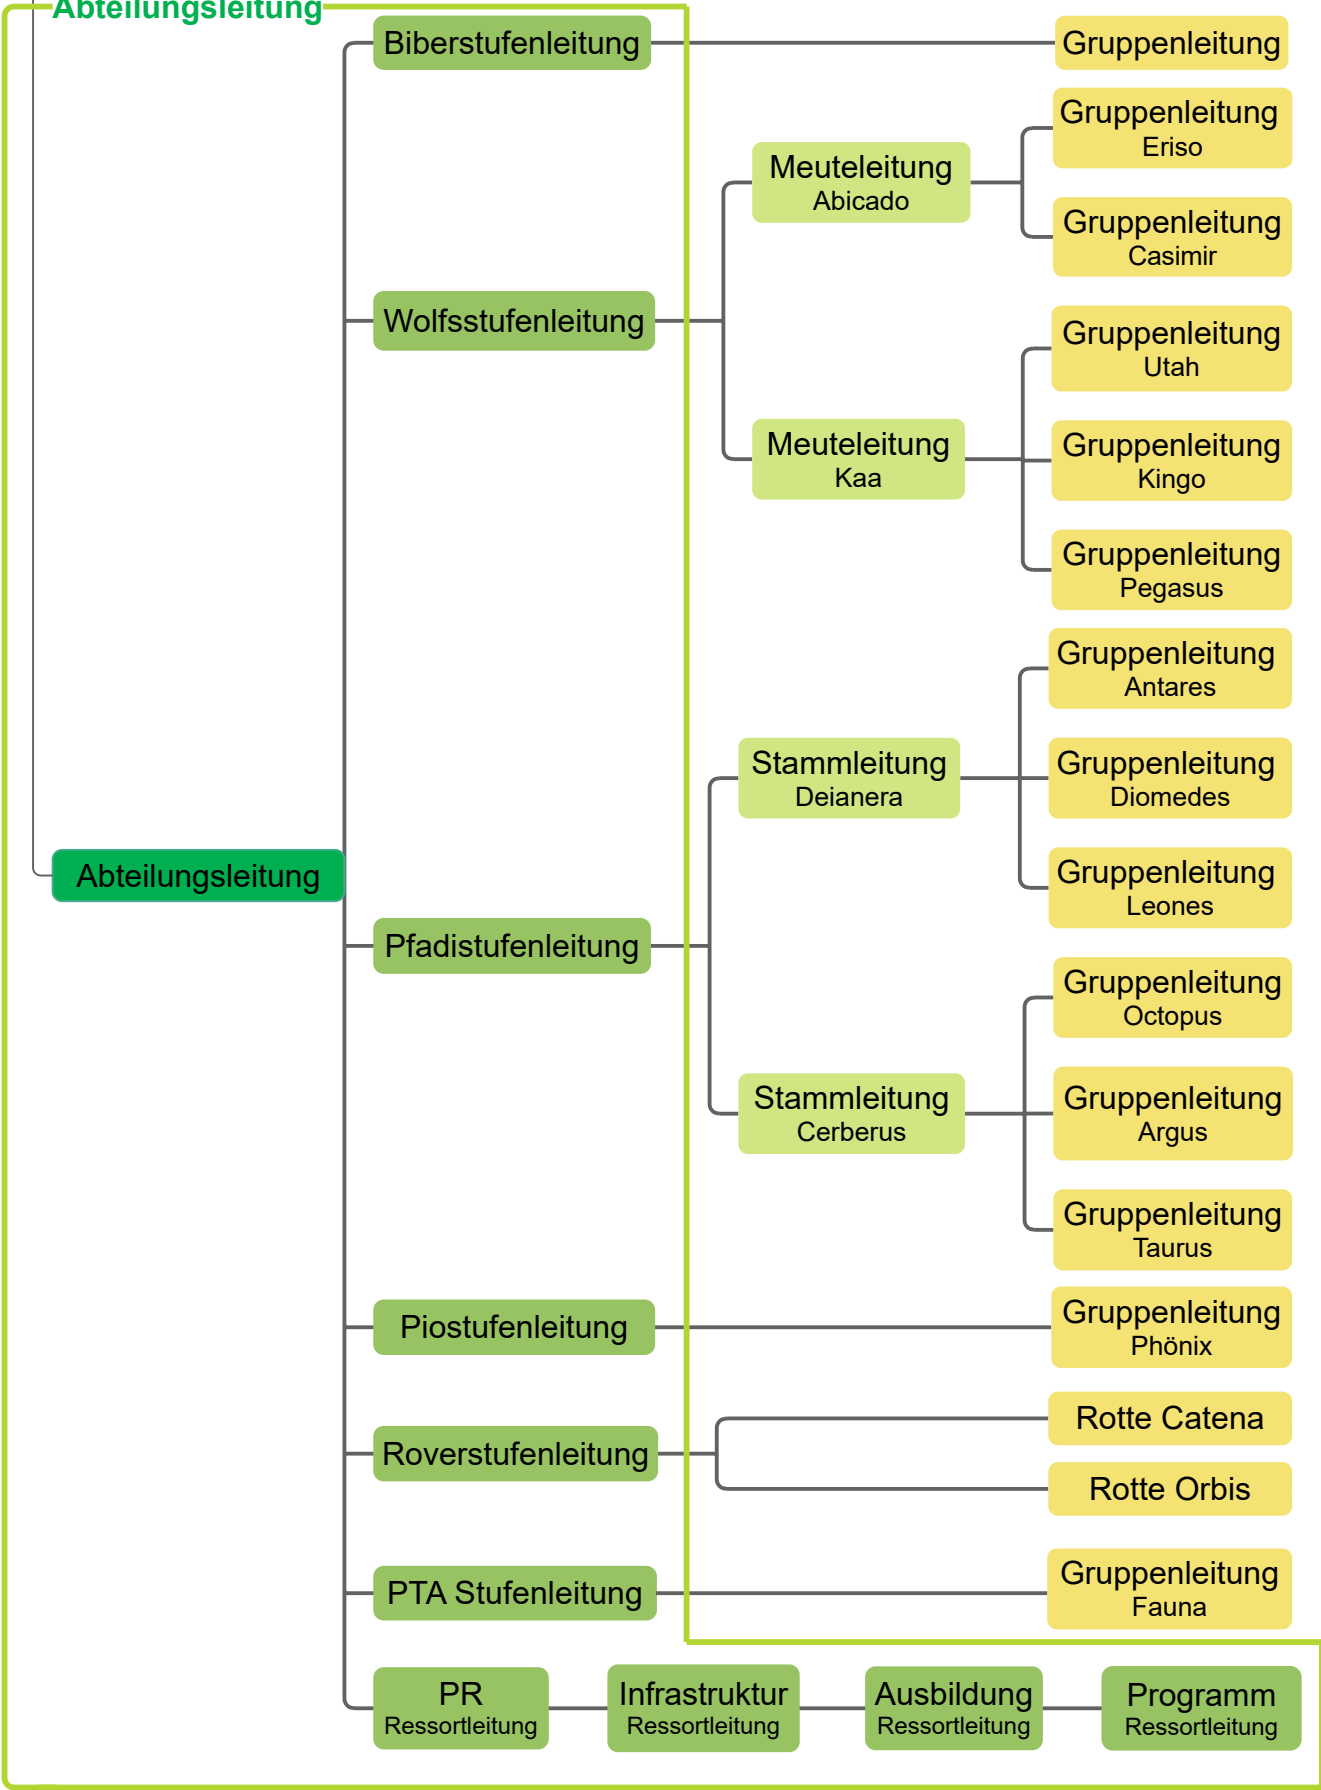 Abteilungsleitung
Biberstufenleitung
Gruppenleitung
Gruppenleitung
Eriso
Meuteleitung
Abicado
Gruppenleitung
Casimir
Wolfsstufenleitung
Gruppenleitung
Utah
Meuteleitung
Kaa
Gruppenleitung
Kingo
Gruppenleitung
Pegasus
Gruppenleitung
Antares
Stammleitung
Deianera
Gruppenleitung
Diomedes
Abteilungsleitung
Gruppenleitung
Leones
Pfadistufenleitung
Gruppenleitung
Octopus
Stammleitung
Cerberus
Gruppenleitung
Argus
Gruppenleitung
Taurus
Piostufenleitung
Gruppenleitung
Phönix
Roverstufenleitung
Rotte Catena
Rotte Orbis
PTA Stufenleitung
Gruppenleitung
Fauna
PR
Ressortleitung
Infrastruktur
Ressortleitung
Ausbildung
Ressortleitung
Programm
Ressortleitung